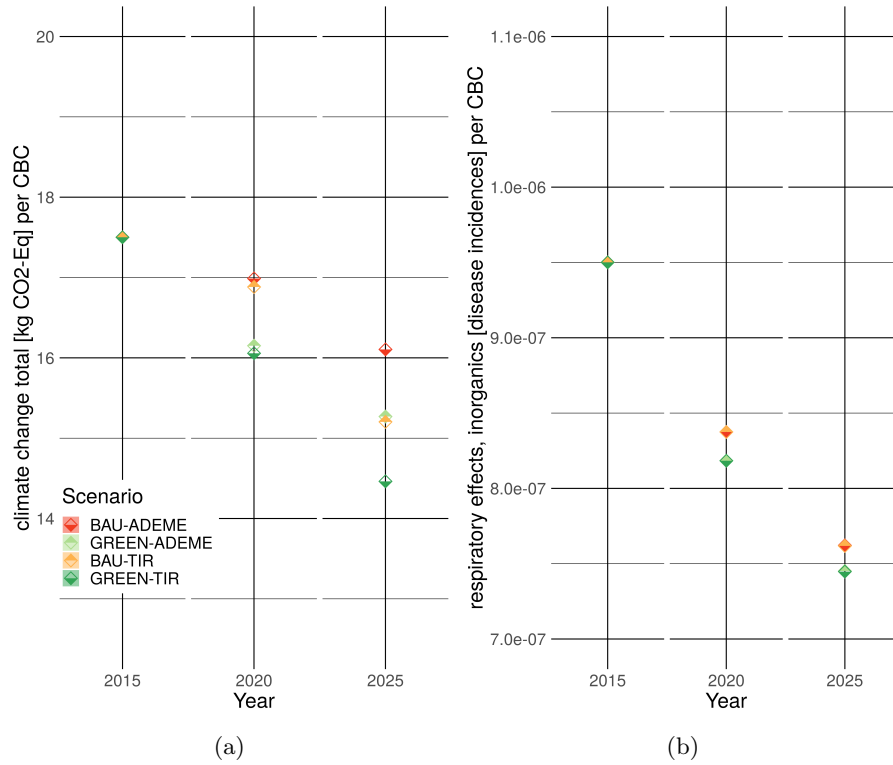 climate change total [kg CO2-Eq] per CBC
20
18
16
14
Scenario
BAU-ADEME
GREEN-ADEME
BAU-TIR
GREEN-TIR
2015
2020
2025
Year
(a)
respiratory effects, inorganics [disease incidences] per CBC
1.1e-06
1.0e-06
9.0e-07
8.0e-07
7.0e-07
2015
2020
2025
Year
(b)